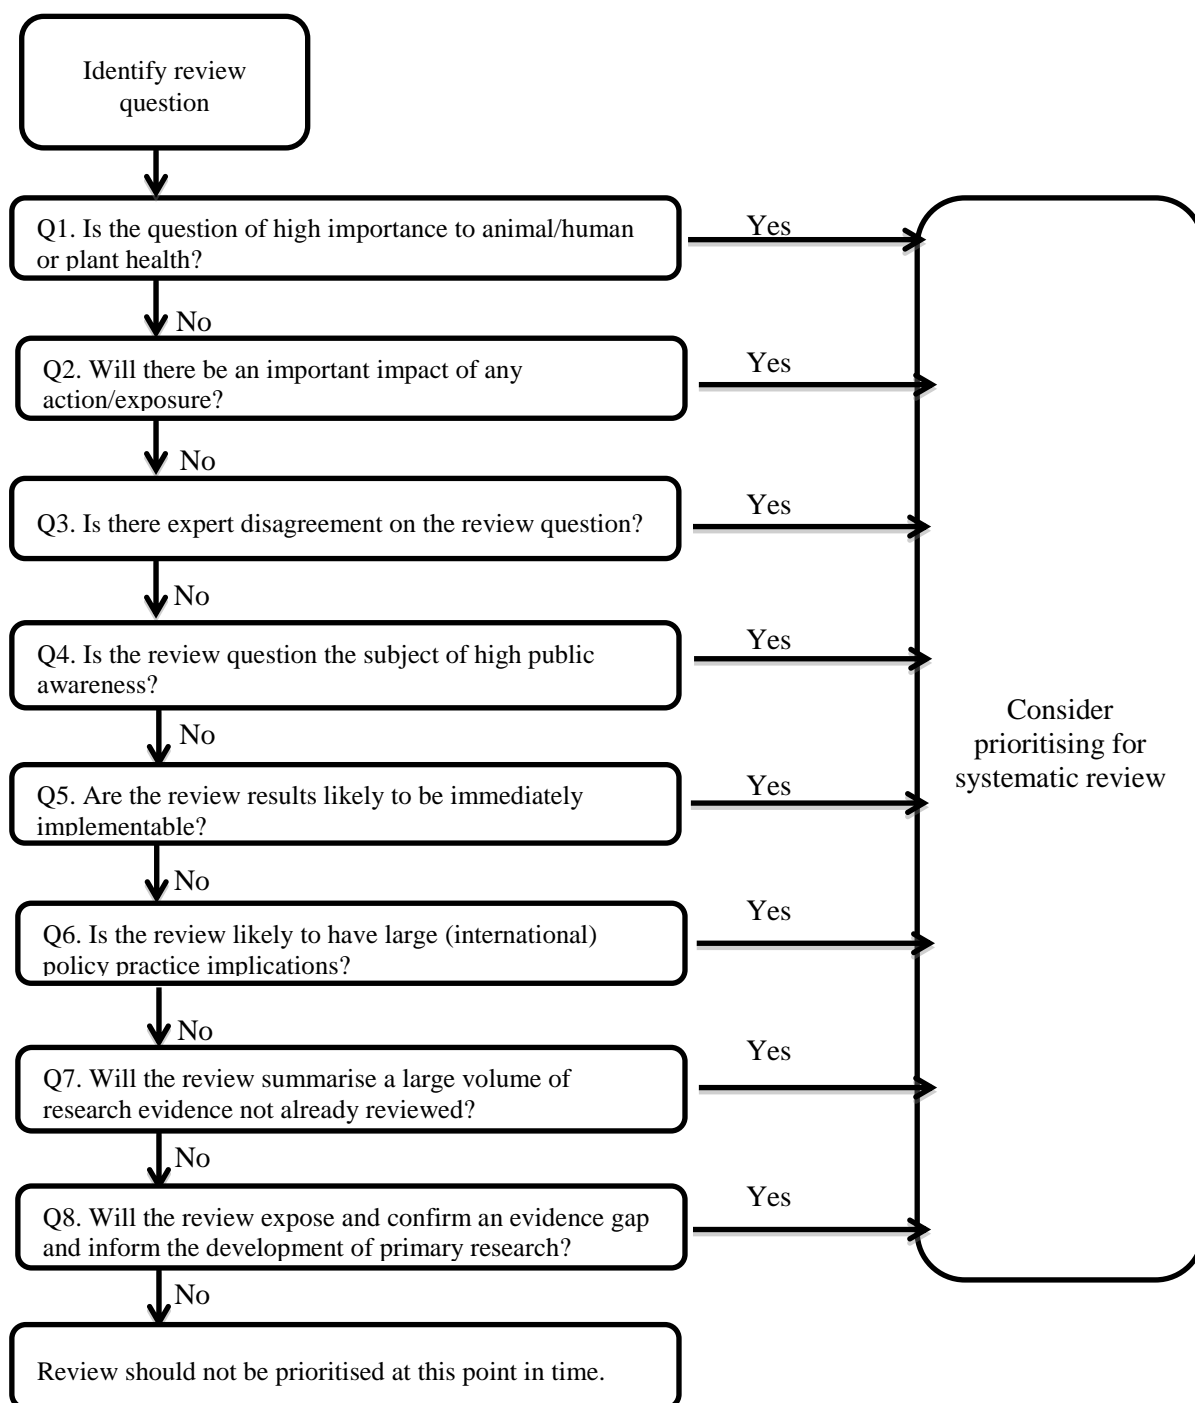 Identify review
question
Q1. Is the question of high importance to animal/human
or plant health?
Yes
No
Q2. Will there be an important impact of any
action/exposure?
Yes
No
Q3. Is there expert disagreement on the review question?
Yes
No
Q4. Is the review question the subject of high public
awareness?
Yes
No
Q5. Are the review results likely to be immediately
implementable?
Yes
No
Q6. Is the review likely to have large (international)
policy practice implications?
Yes
No
Q7. Will the review summarise a large volume of
research evidence not already reviewed?
Yes
No
Q8. Will the review expose and confirm an evidence gap
and inform the development of primary research?
Yes
No
Review should not be prioritised at this point in time.
Consider
prioritising for
systematic review